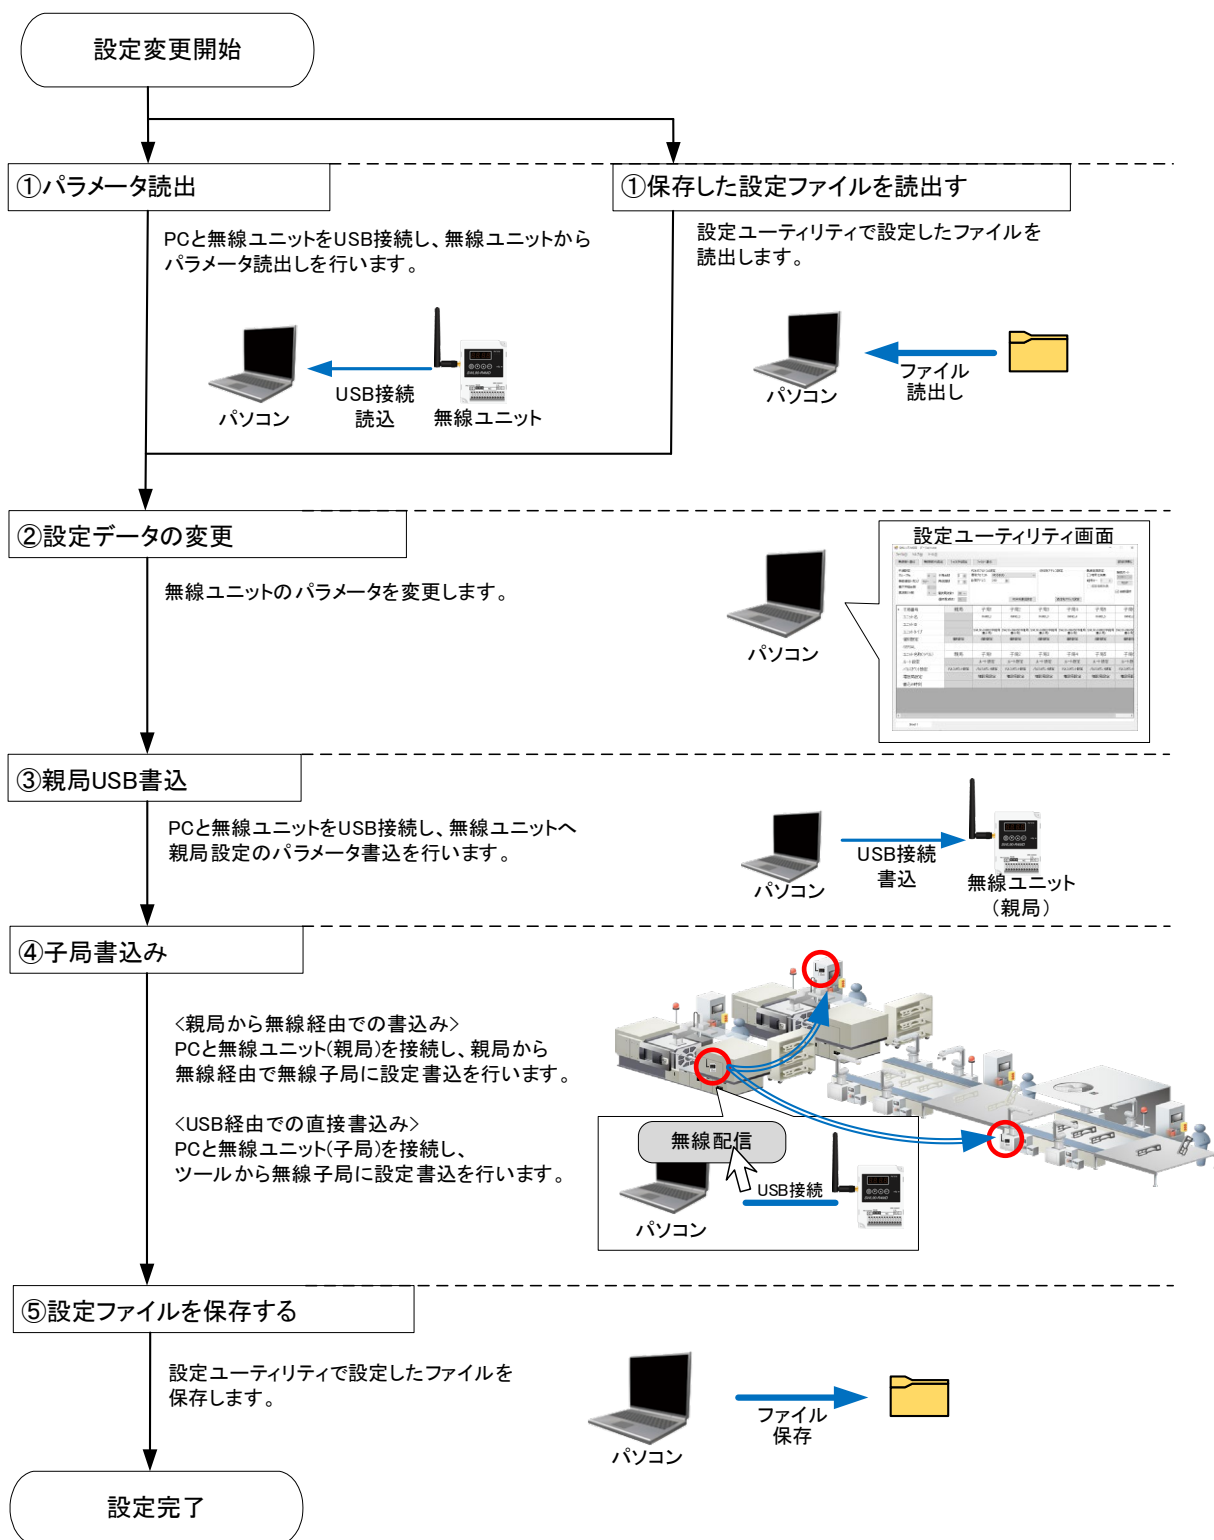 設定変更開始
①パラメータ読出
PCと無線ユニットをUSB接続し、無線ユニットから
パラメータ読出しを行います。
USB接続
読込
パソコン
無線ユニット
①保存した設定ファイルを読出す
設定ユーティリティで設定したファイルを
読出します。
ファイル
読出し
パソコン
②設定データの変更
無線ユニットのパラメータを変更します。
パソコン
設定ユーティリティ画面
③親局USB書込
PCと無線ユニットをUSB接続し、無線ユニットへ
親局設定のパラメータ書込を行います。
パソコン
USB接続
書込
無線ユニット
(親局)
④子局書込み
<親局から無線経由での書込み>
PCと無線ユニット(親局)を接続し、親局から
無線経由で無線子局に設定書込を行います。
<USB経由での直接書込み>
PCと無線ユニット(子局)を接続し、
ツールから無線子局に設定書込を行います。
無線配信
USB接続
パソコン
⑤設定ファイルを保存する
設定ユーティリティで設定したファイルを
保存します。
パソコン
ファイル
保存
設定完了